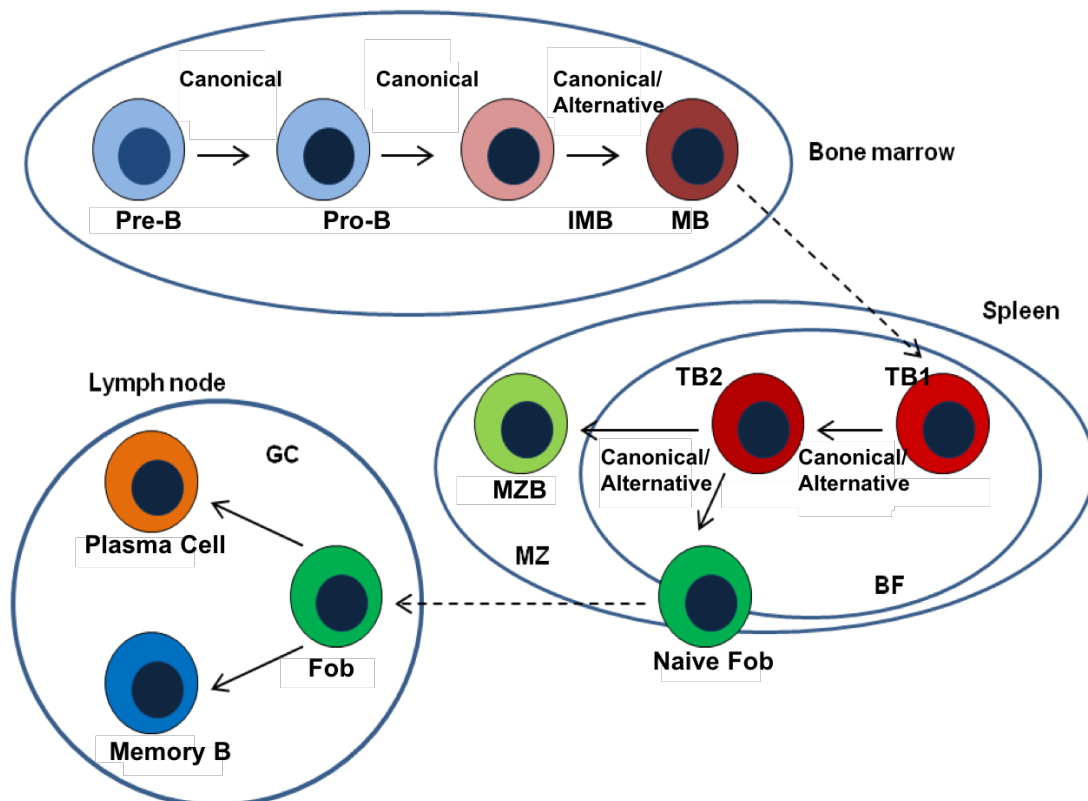 Canonical
Canonical
Canonical/
Alternative
Bone marrow
Pre-B
Pro-B
IMB
MB
Spleen
Lymph node
TB2
TB1
GC
Canonical/
Alternative
Canonical/
Alternative
MZB
Plasma Cell
MZ
BF
Fob
Naive Fob
Memory B